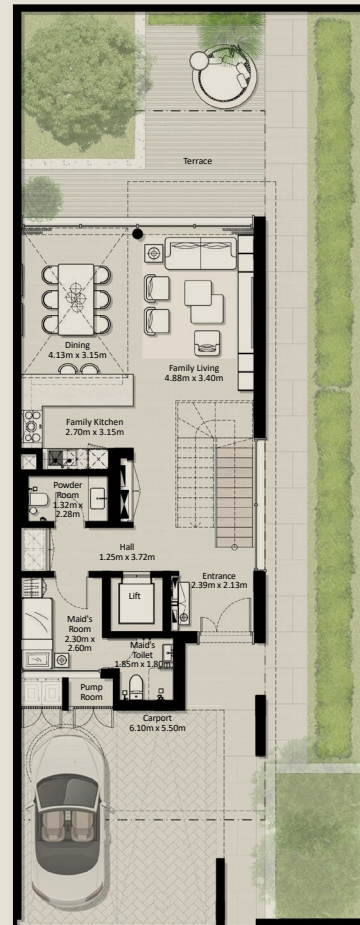 Terrace
Dining
4.13m x 3.15m
Family Living
4.88m x 3.40m
Family Kitchen
2.70m x 3.15m
Powder
Room
1.32m x
2.28m
Hall
1.25m x 3.72m
Entrance
2.39m x 2.13m
Lift
Maid's
Room
2.30m x
2.60m
Maid's
Toilet
1.85m x 1.80m
Pump
Room
Carport
6.10m x 5.50m